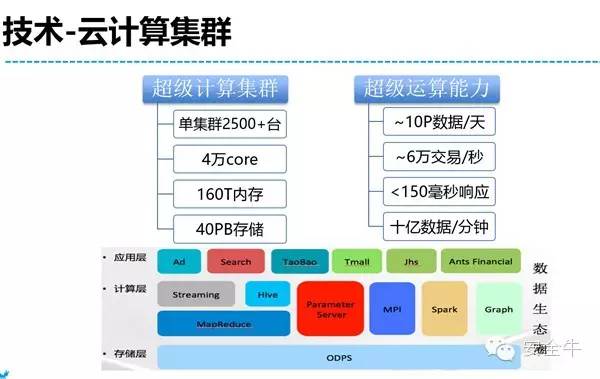 技术-云计算集群
超级计算集群
单集群2500+台
4万core
160T内存
40PB存储
超级运算能力
~10P数据/天
~6万交易/秒
<150毫秒响应
十亿数据/分钟
• 应用层
Ad
Search
TaoBao
Tmall
Jhs
Ants Financial
• 计算层
Streaming
Hive
MapReduce
Parameter
Server
MPI
Spark
Graph
• 存储层
ODPS
数据生态圈
安全牛